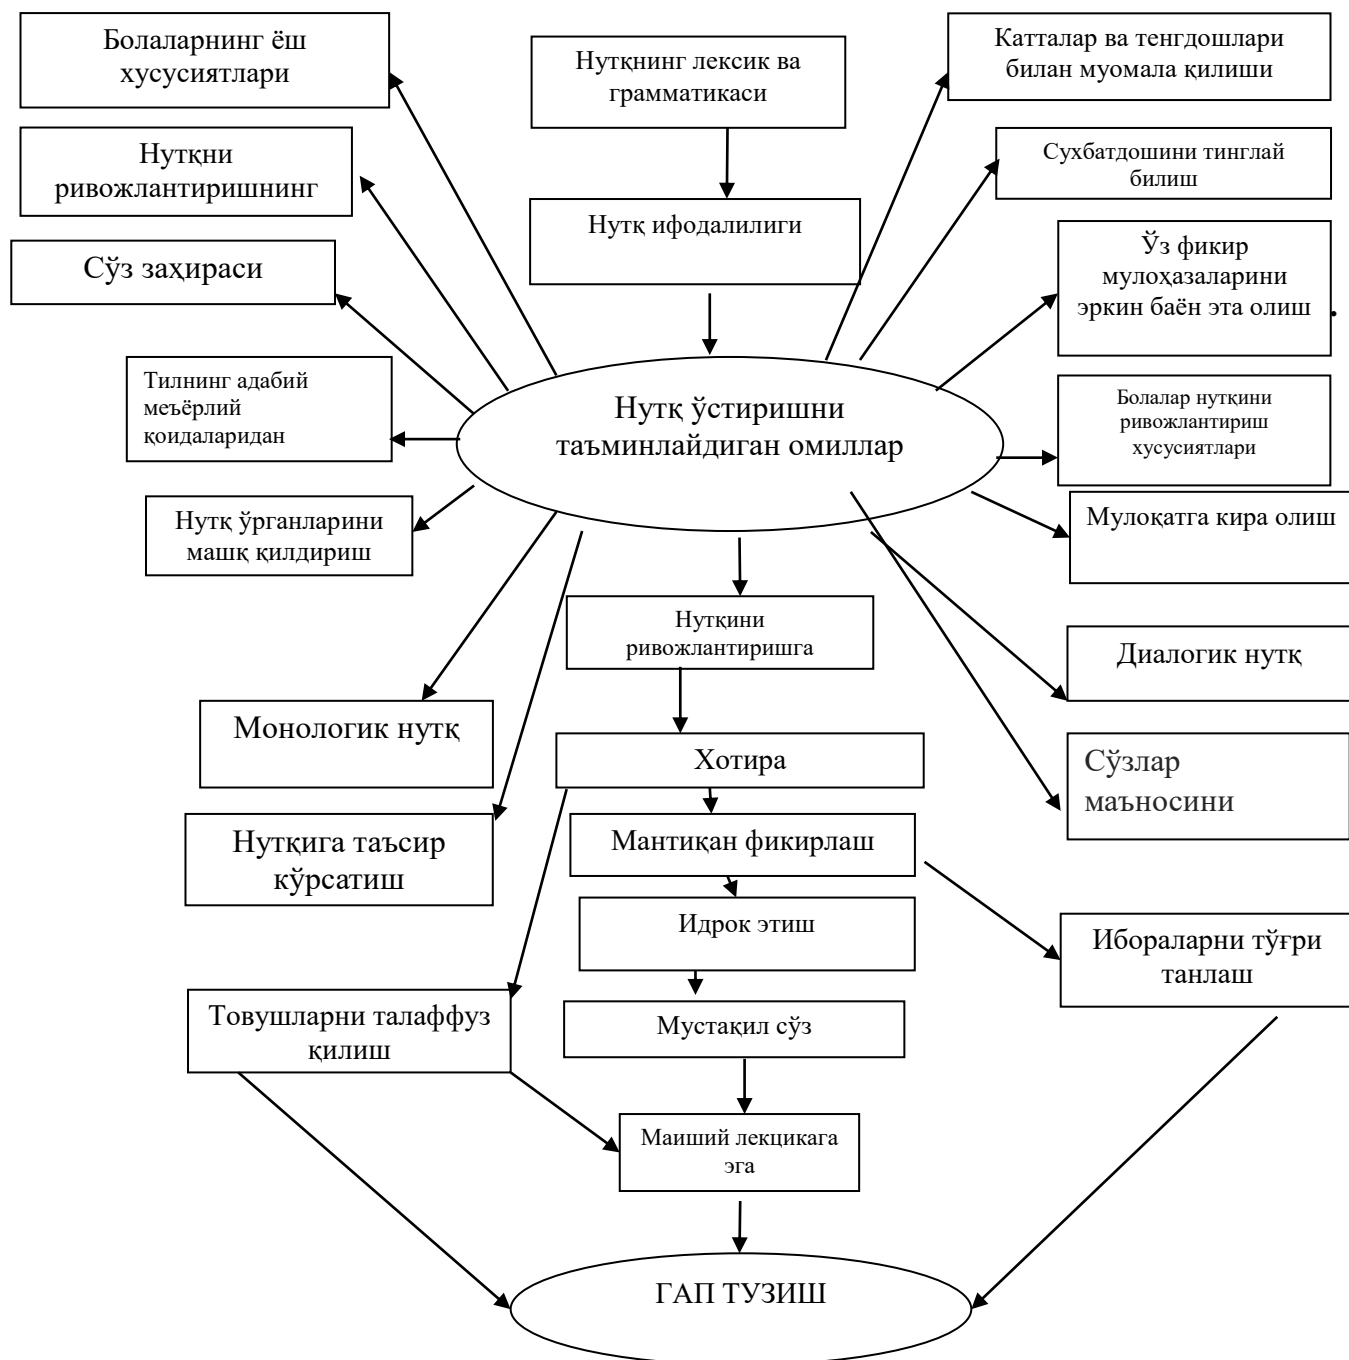 Болаларнинг ёш
хусусиятлари
Нутқнинг лексик ва
грамматикаси
Катталар ва тенгдошлари
билан муомала қилиши
Нутқни
ривожлантиришнинг
Сухбатдошини тинглай
билиш
Нутқ ифодалилиги
Сўз заҳираси
Ўз фикир
мулоҳазаларини
эркин баён эта олиш
.
Тилнинг адабий
меъёрлий
қоидаларидан
Нутқ ўстиришни
таъминлайдиган омиллар
Болалар нутқини
ривожлантириш
хусусиятлари
Нутқ ўрганларини
машқ қилдириш
Мулоқатга кира олиш
Нутқини
ривожлантиришга
Диалогик нутқ
Монологик нутқ
Хотира
Сўзлар
маъносини
Нутқига таъсир
кўрсатиш
Мантиқан фикирлаш
Идрок этиш
Ибораларни тўғри
танлаш
Товушларни талаффуз
қилиш
Мустақил сўз
Маиший лекцикага
эга
ГАП ТУЗИШ